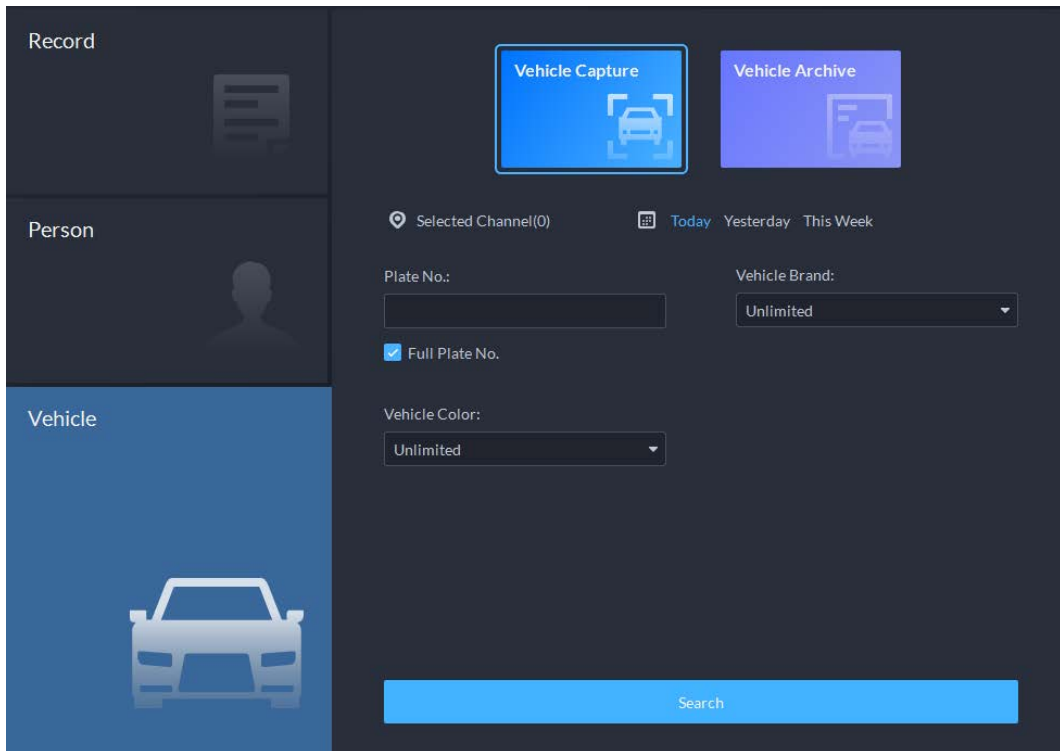 Record
Person
Vehicle
Vehicle Capture
Vehicle Archive
Selected Channel(0)
Today Yesterday This Week
Plate No.:
Vehicle Brand:
Unlimited
Full Plate No.
Vehicle Color:
Unlimited
Search